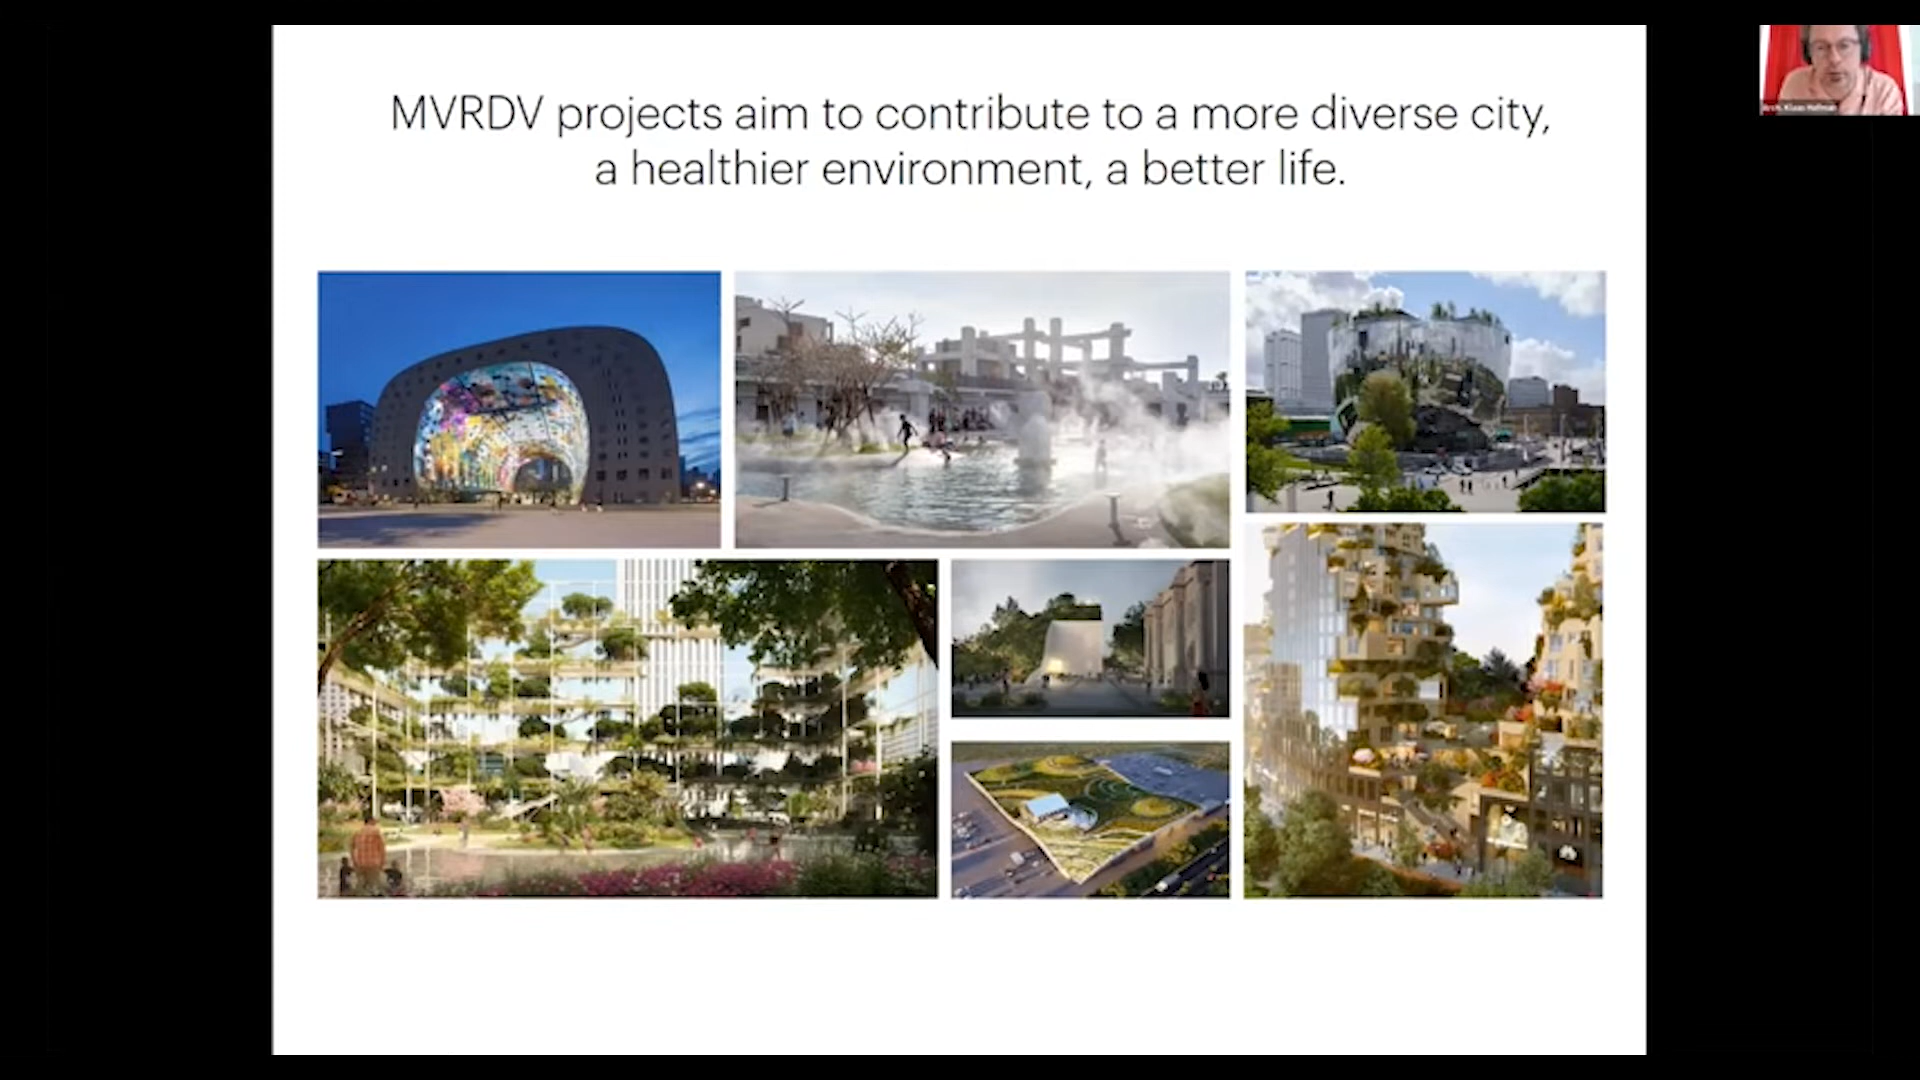 MVRDV projects aim to contribute to a more diverse city,
a healthier environment, a better life.